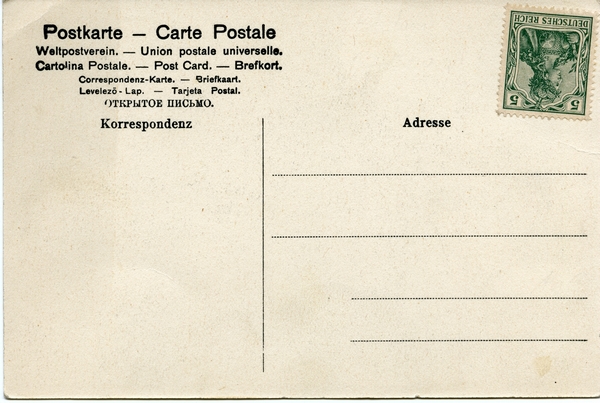 Postkarte — Carte Postale
Weltpostverein. — Union postale universelle.
Cartolina Postale. — Post Card. — Brefkort.
Correspondenz-Karte. — Briefkaart.
Levelező-Lap. — Tarjeta Postal.
ОТКРЫТОЕ ПИСЬМО.
Korrespondenz
Adresse
DEUTSCHES REICH
5 5